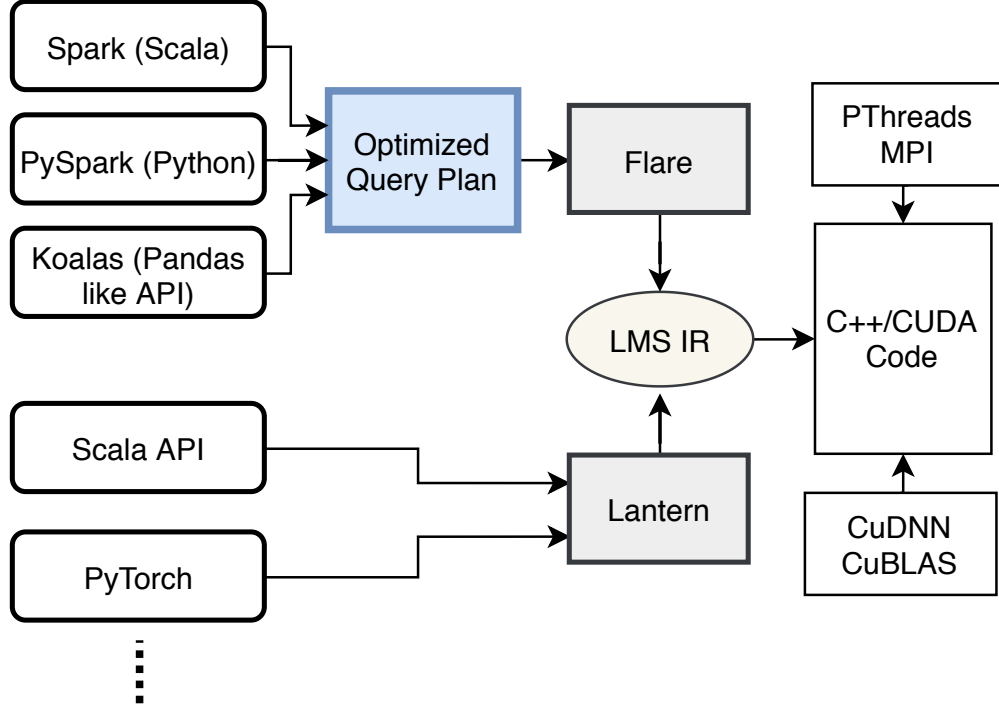 Spark (Scala)
PySpark (Python)
Koalas (Pandas
like API)
Optimized
Query Plan
Flare
PThreads
MPI
LMS IR
C++/CUDA
Code
Scala API
PyTorch
Lantern
CuDNN
CuBLAS